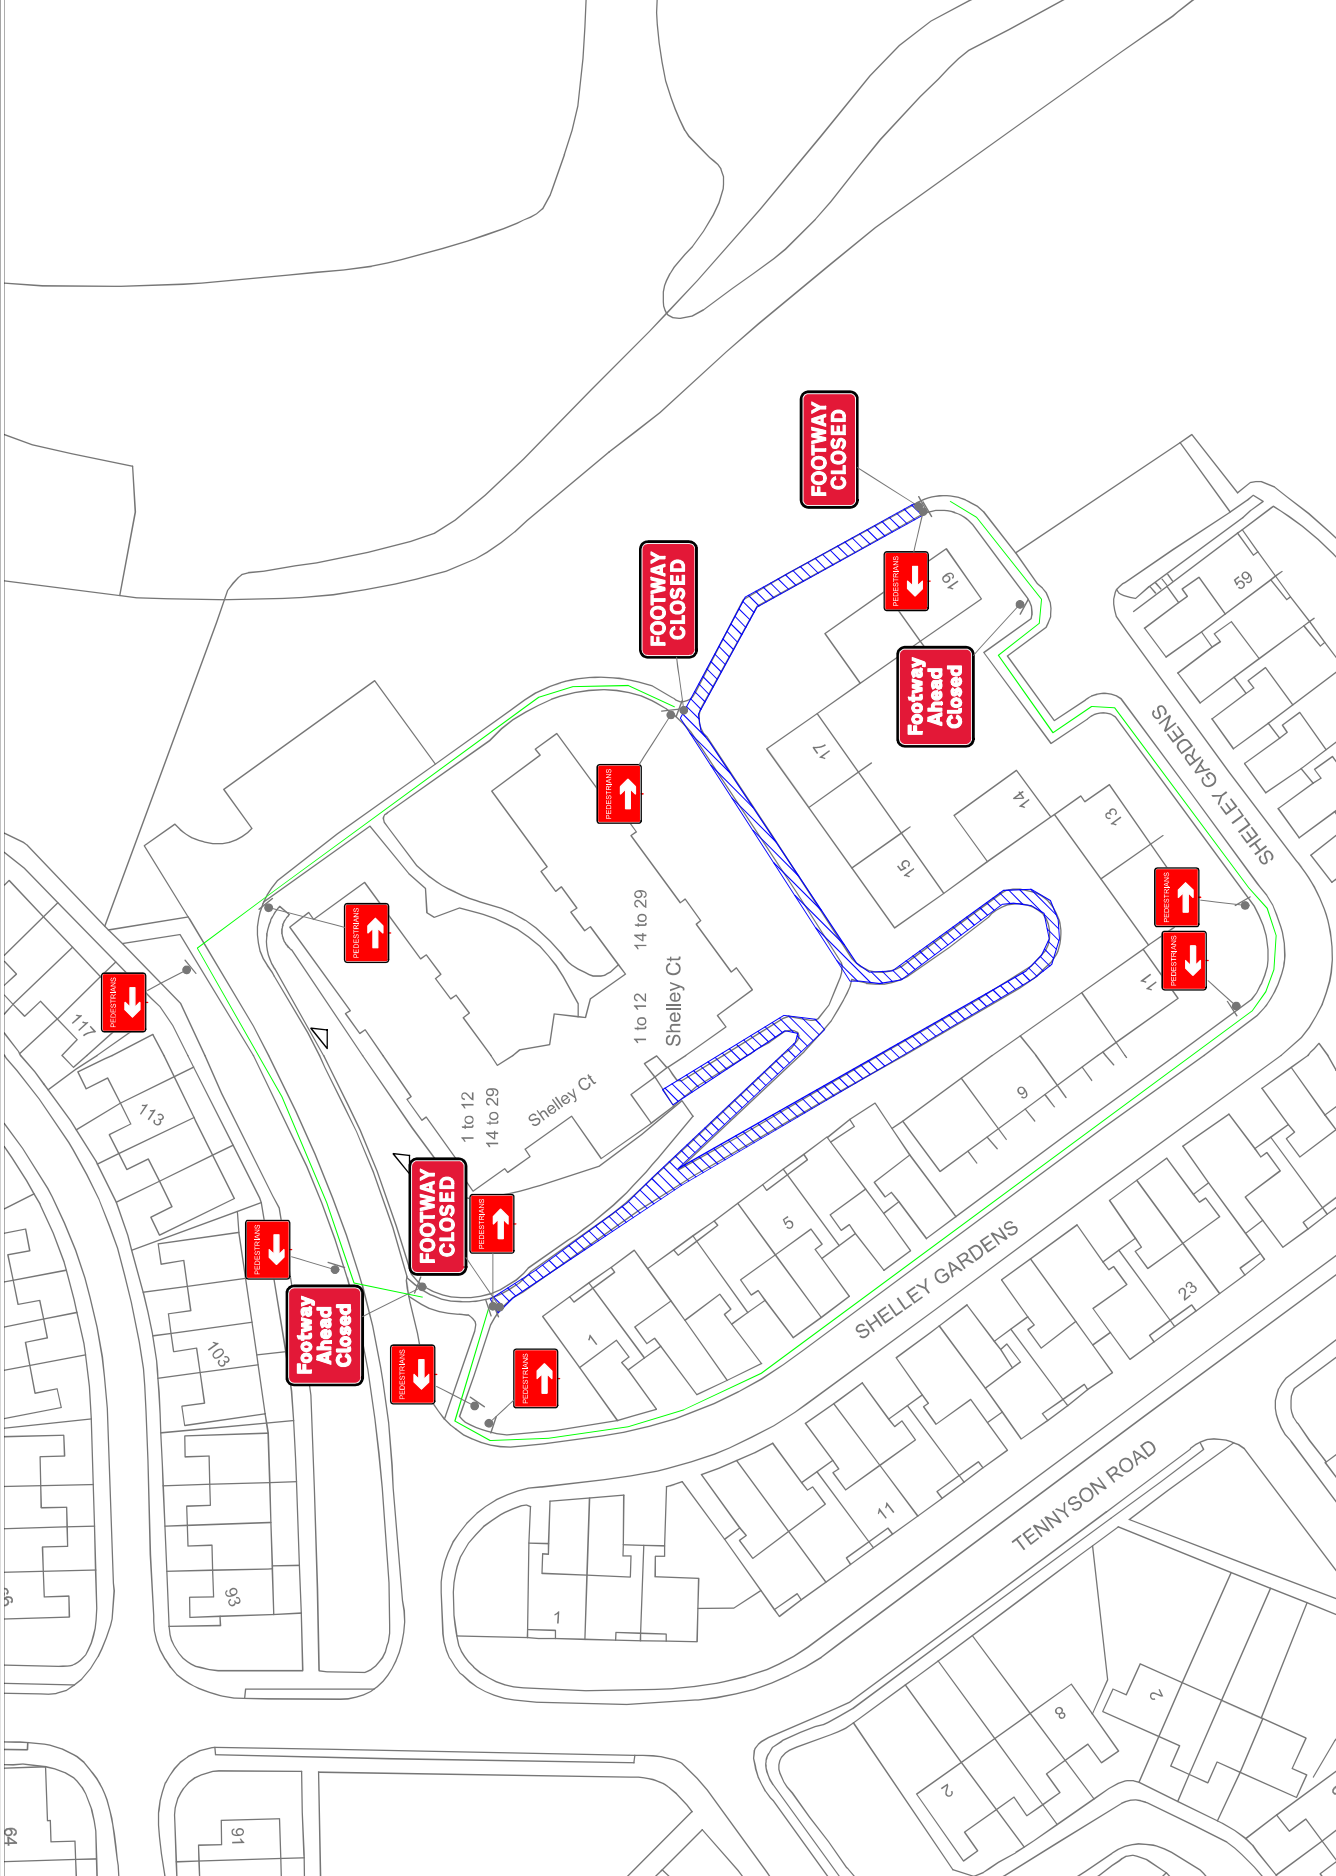 FOOTWAY
CLOSED
FOOTWAY
CLOSED
PEDESTRIANS
19
59
Footway
Ahead
Closed
SHELLEY GARDENS
17
PEDESTRIANS
14
13
15
PEDESTRIANS
PEDESTRIANS
11
PEDESTRIANS
14 to 29
1 to 12
Shelley Ct
PEDESTRIANS
117
113
Shelley Ct
1 to 12
14 to 29
9
FOOTWAY
CLOSED
PEDESTRIANS
5
PEDESTRIANS
SHELLEY GARDENS
23
Footway
Ahead
Closed
103
1
PEDESTRIANS
PEDESTRIANS
TENNYSON ROAD
11
93
1
2
8
2
64
91